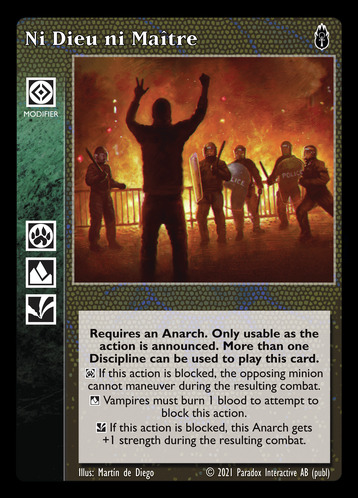 Ni Dieu ni Maître
MODIFIER
POLICE
POLICE
Requires an Anarch. Only usable as the
action is announced. More than one
Discipline can be used to play this card.
If this action is blocked, the opposing minion
cannot maneuver during the resulting combat.
Vampires must burn 1 blood to attempt to
block this action.
If this action is blocked, this Anarch gets
+1 strength during the resulting combat.
Illus: Martín de Diego © 2021 Paradox Interactive AB (publ)